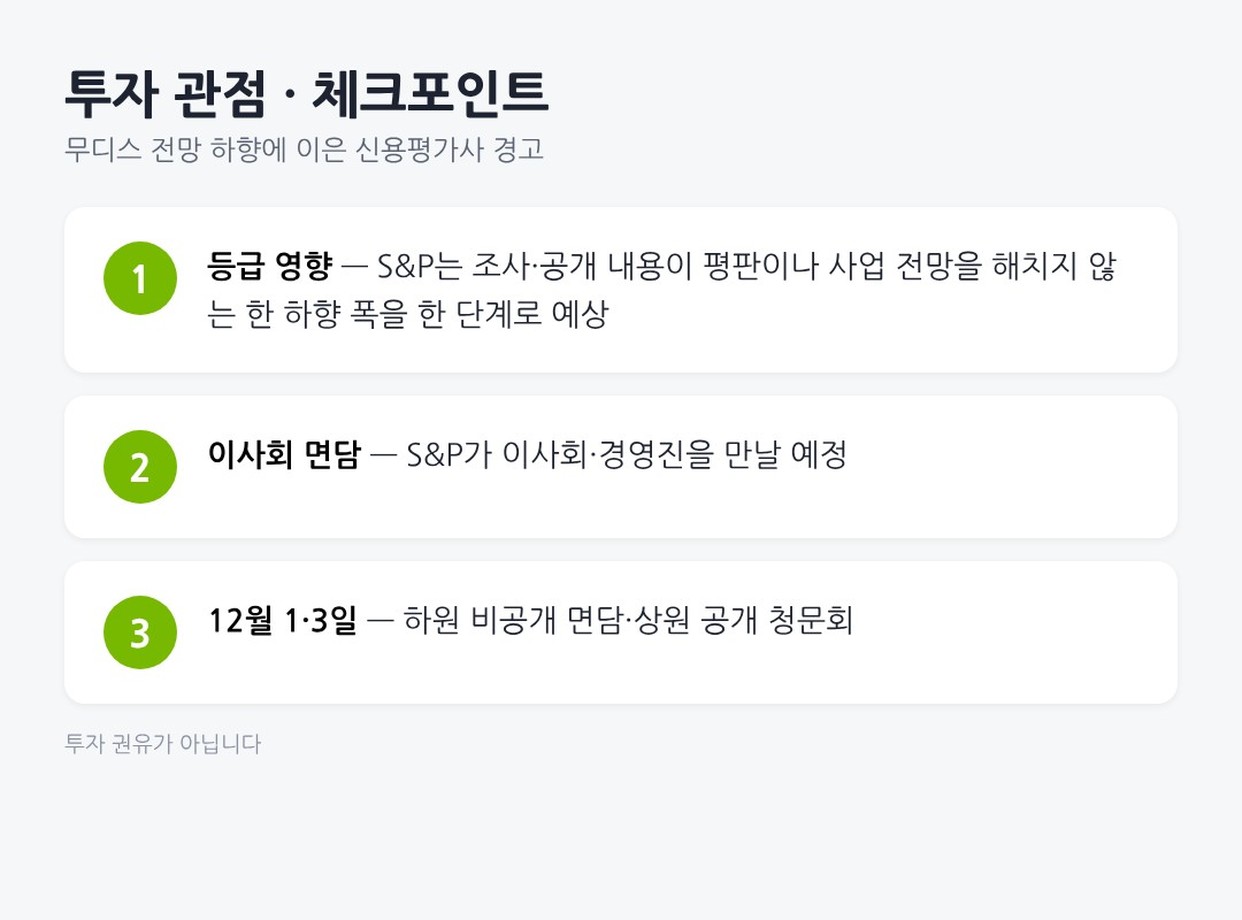 투자 관점 · 체크포인트
무디스 전망 하향에 이은 신용평가사 경고
1
등급 영향 — S&P는 조사·공개 내용이 평판이나 사업 전망을 해치지 않
는 한 하향 폭을 한 단계로 예상
2
이사회 면담 — S&P가 이사회·경영진을 만날 예정
3
12월 1·3일 — 하원 비공개 면담·상원 공개 청문회
투자 권유가 아닙니다